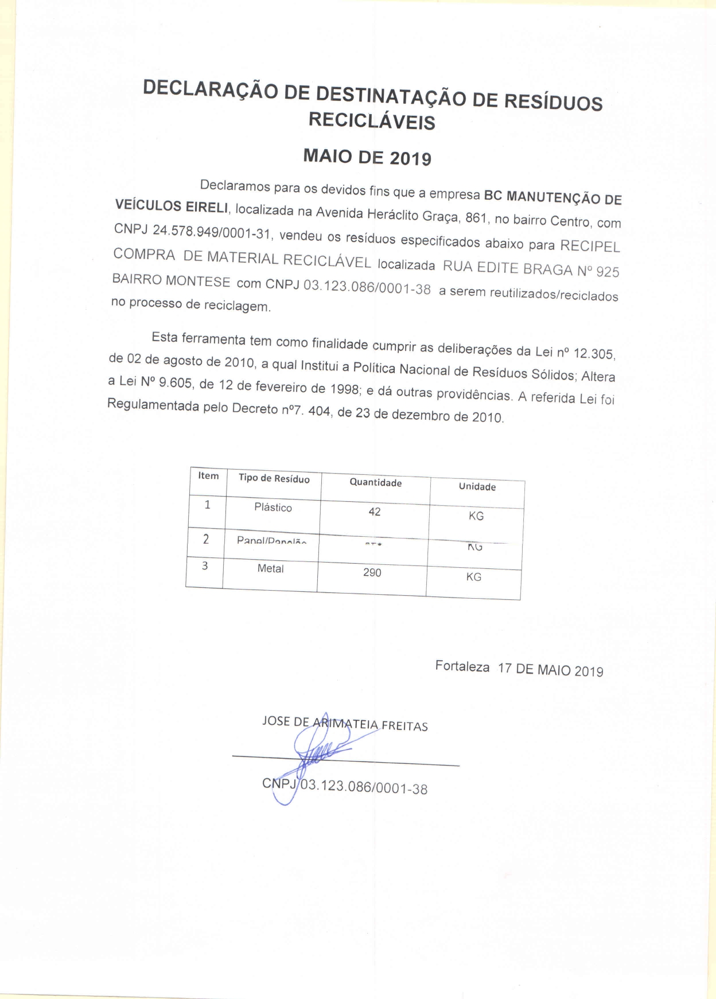 DECLARAÇÃO DE DESTINATAÇÃO DE RESÍDUOS
RECICLÁVEIS
MAIO DE 2019
Declaramos para os devidos fins que a empresa BC MANUTENÇÃO DE
VEÍCULOS EIRELI, localizada na Avenida Heráclito Graça, 861, no bairro Centro, com
CNPJ 24.578.949/0001-31, vendeu os resíduos especificados abaixo para RECIPEL
COMPRA DE MATERIAL RECICLÁVEL localizada RUA EDITE BRAGA Nº 925
BAIRRO MONTESE com CNPJ 03.123.086/0001-38 a serem reutilizados/reciclados
no processo de reciclagem.
Esta ferramenta tem como finalidade cumprir as deliberações da Lei nº 12.305,
de 02 de agosto de 2010, a qual Institui a Política Nacional de Resíduos Sólidos; Altera
a Lei Nº 9.605, de 12 de fevereiro de 1998; e dá outras providências. A referida Lei foi
Regulamentada pelo Decreto nº7. 404, de 23 de dezembro de 2010.
Item Tipo de Resíduo Quantidade Unidade
1 Plástico 42 KG
2 KG
3 Metal 290 KG
Fortaleza 17 DE MAIO 2019
JOSE DE ARIMATEIA FREITAS
CNPJ 03.123.086/0001-38